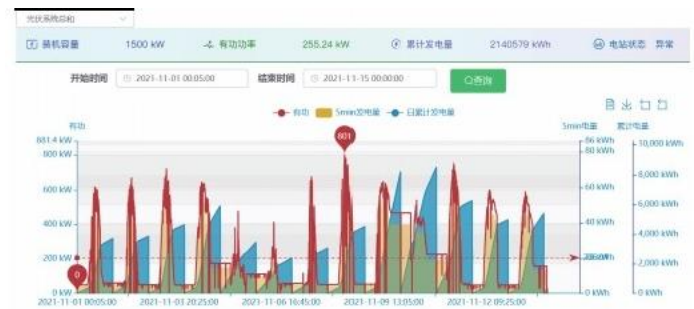 光伏系统总和
装机容量 1500 kW 有功功率 255.24 kW 累计发电量 2140579 kWh 电站状态 异常
开始时间 2021-11-01 00:05:00 结束时间 2021-11-15 00:00:00 查询
有功 5min发电量 日累计发电量
有功 5min电量 累计电量
881.4 kW 86 kWh
800 kW 80 kWh 10,000 kWh
801
8,000 kWh
600 kW 60 kWh
6,000 kWh
400 kW 40 kWh
4,000 kWh
200 kW
2,000 kWh
0
0 kW 0 kWh 0 kWh
2021-11-01 00:05:00 2021-11-03 20:25:00 2021-11-06 16:45:00 2021-11-09 13:05:00 2021-11-12 09:25:00